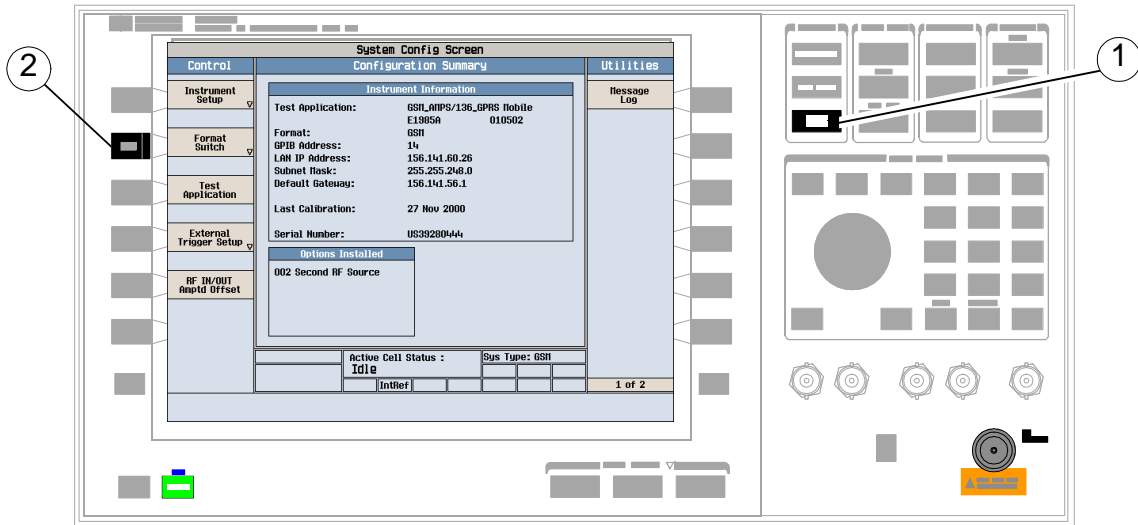 System Config Screen
Control
Configuration Summary
Utilities
Instrument Setup
Format Switch
Test Application
External Trigger Setup
RF IN/OUT Amptd Offset
Instrument Information
Test Application: GSM_AMPS/136_GPRS Mobile
E1985A 010502
Format: GSM
GPIB Address: 14
LAN IP Address: 156.141.60.26
Subnet Mask: 255.255.248.0
Default Gateway: 156.141.56.1
Last Calibration: 27 Nov 2000
Serial Number: US39280444
Options Installed
002 Second RF Source
Message Log
Active Cell Status :
Idle
Sys Type: GSM
IntRef
1 of 2
1
2